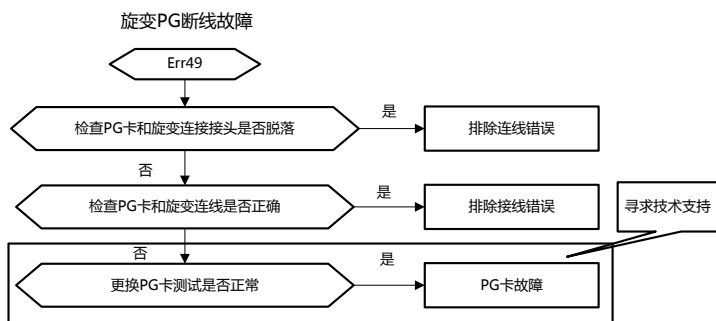 旋变PG断线故障
Err49
检查PG卡和旋变连接接头是否脱落
是
排除连线错误
否
检查PG卡和旋变连线是否正确
是
排除接线错误
寻求技术支持
否
更换PG卡测试是否正常
是
PG卡故障